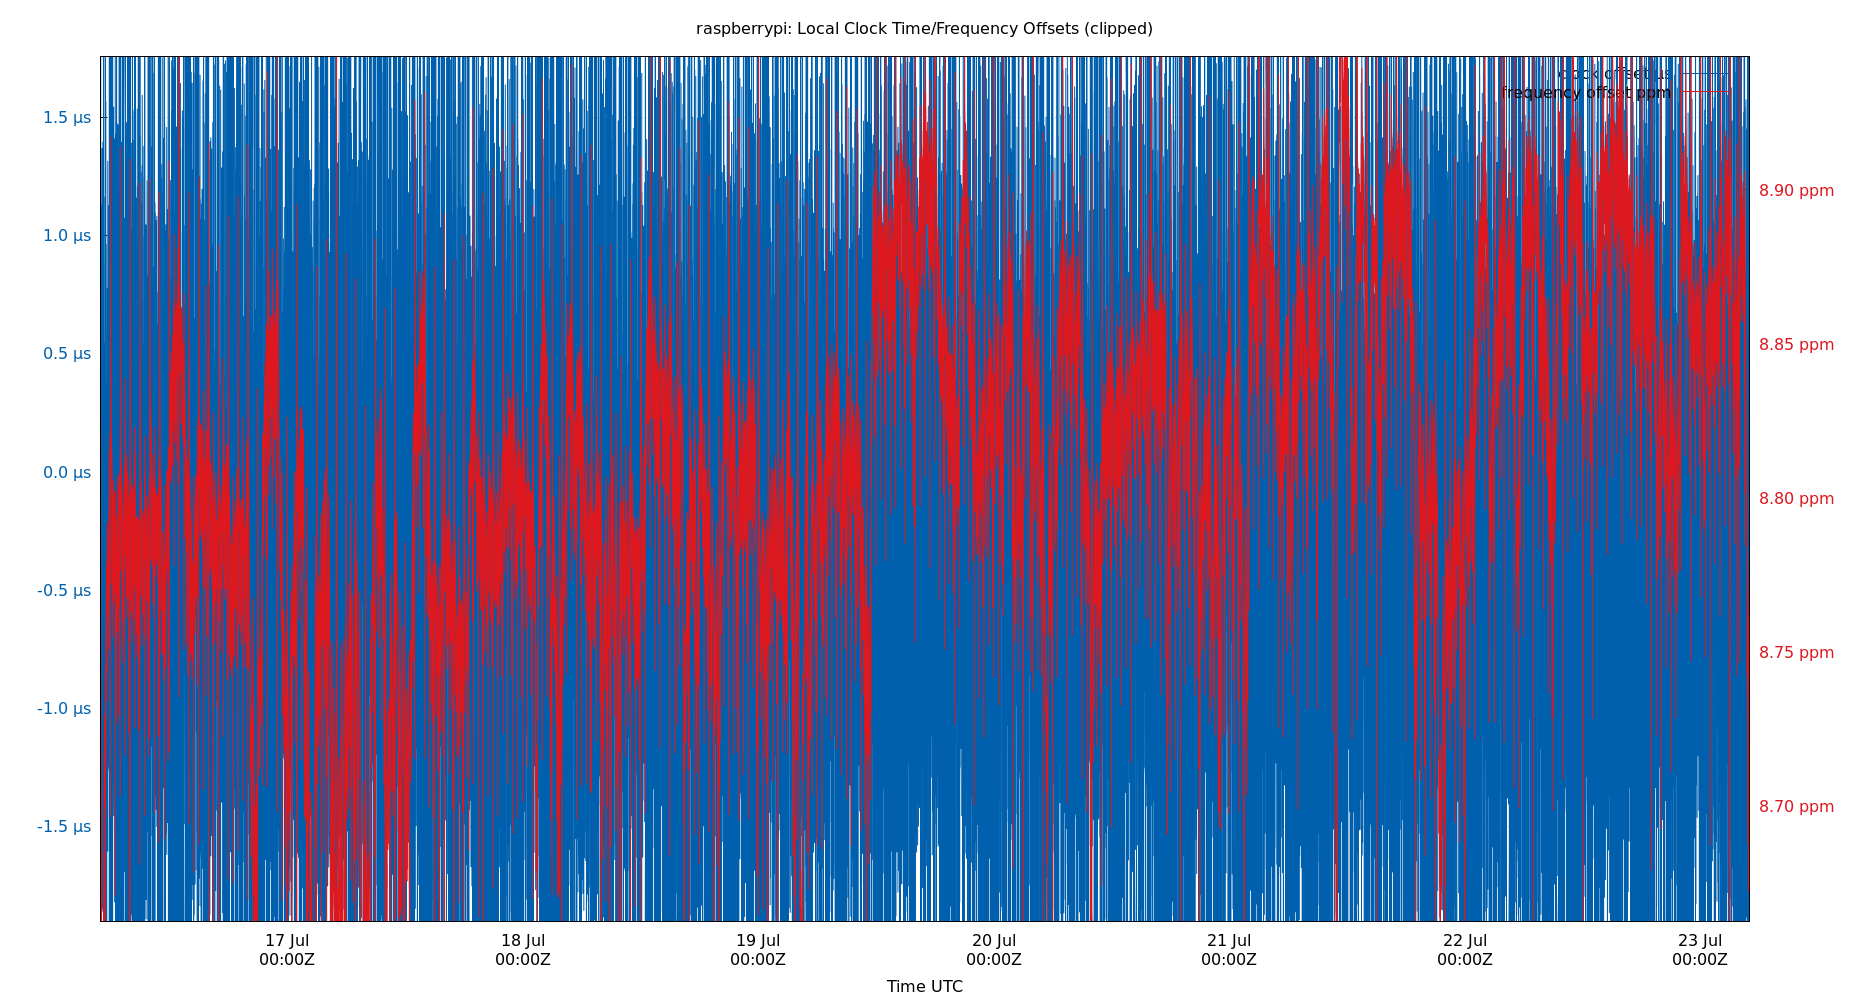 raspberrypi: Local Clock Time/Frequency Offsets (clipped)
clock offset µs
frequency offset ppm
1.5 µs
1.0 µs
0.5 µs
0.0 µs
-0.5 µs
-1.0 µs
-1.5 µs
8.90 ppm
8.85 ppm
8.80 ppm
8.75 ppm
8.70 ppm
17 Jul
00:00Z
18 Jul
00:00Z
19 Jul
00:00Z
20 Jul
00:00Z
21 Jul
00:00Z
22 Jul
00:00Z
23 Jul
00:00Z
Time UTC